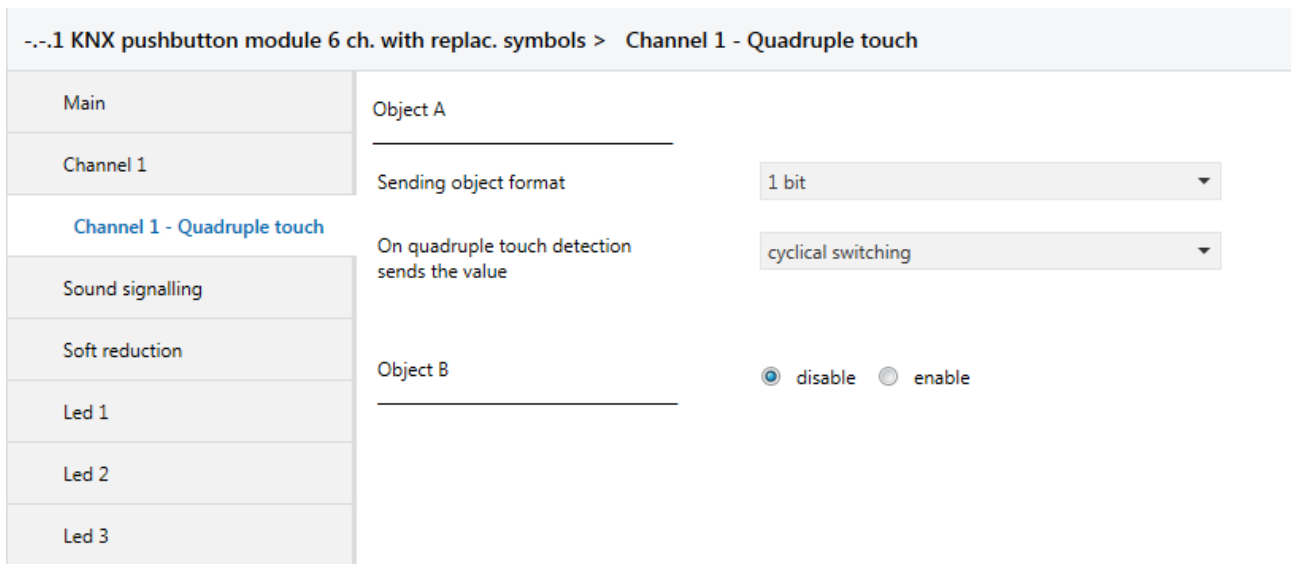 -.-.1 KNX pushbutton module 6 ch. with replac. symbols > Channel 1 - Quadruple touch
Main
Channel 1
Channel 1 - Quadruple touch
Sound signalling
Soft reduction
Led 1
Led 2
Led 3
Object A
Sending object format
1 bit
On quadruple touch detection
sends the value
cyclical switching
Object B
disable
enable